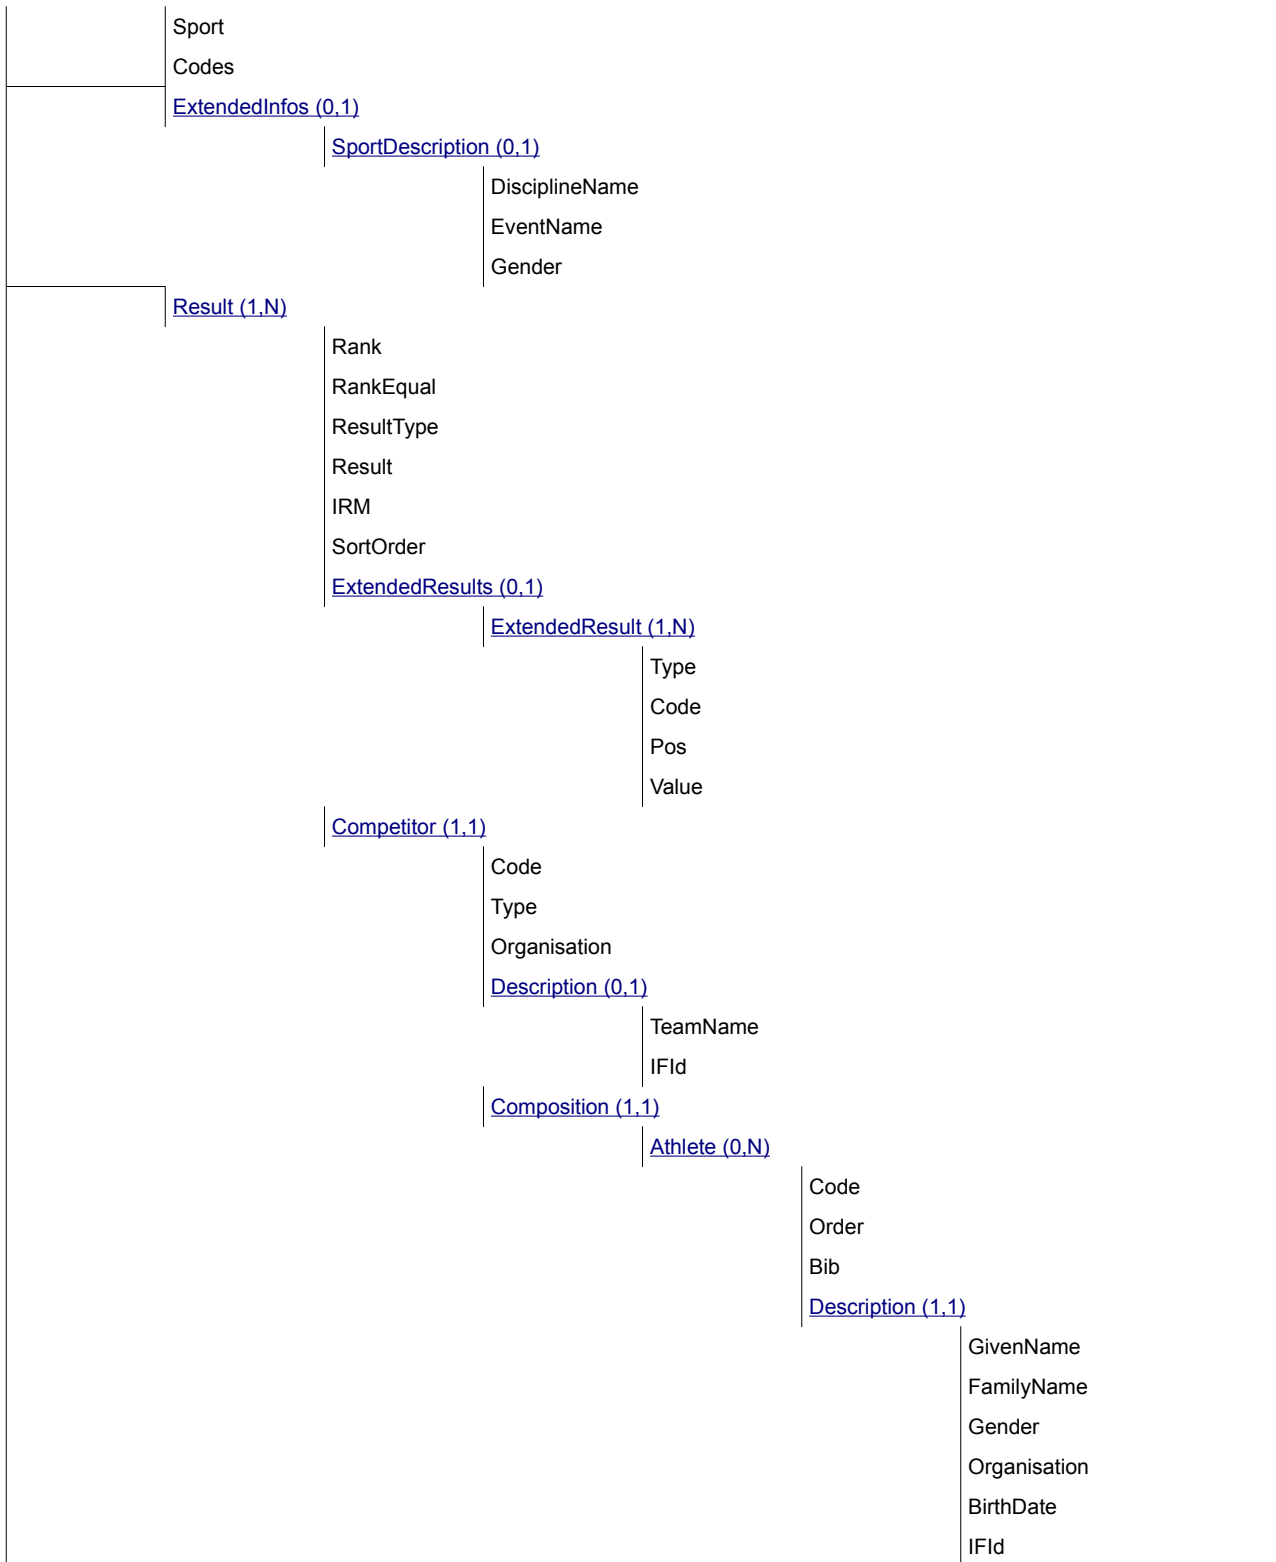 Sport
Codes
ExtendedInfos (0,1)
SportDescription (0,1)
DisciplineName
EventName
Gender
Result (1,N)
Rank
RankEqual
ResultType
Result
IRM
SortOrder
ExtendedResults (0,1)
ExtendedResult (1,N)
Type
Code
Pos
Value
Competitor (1,1)
Code
Type
Organisation
Description (0,1)
TeamName
IFId
Composition (1,1)
Athlete (0,N)
Code
Order
Bib
Description (1,1)
GivenName
FamilyName
Gender
Organisation
BirthDate
IFId